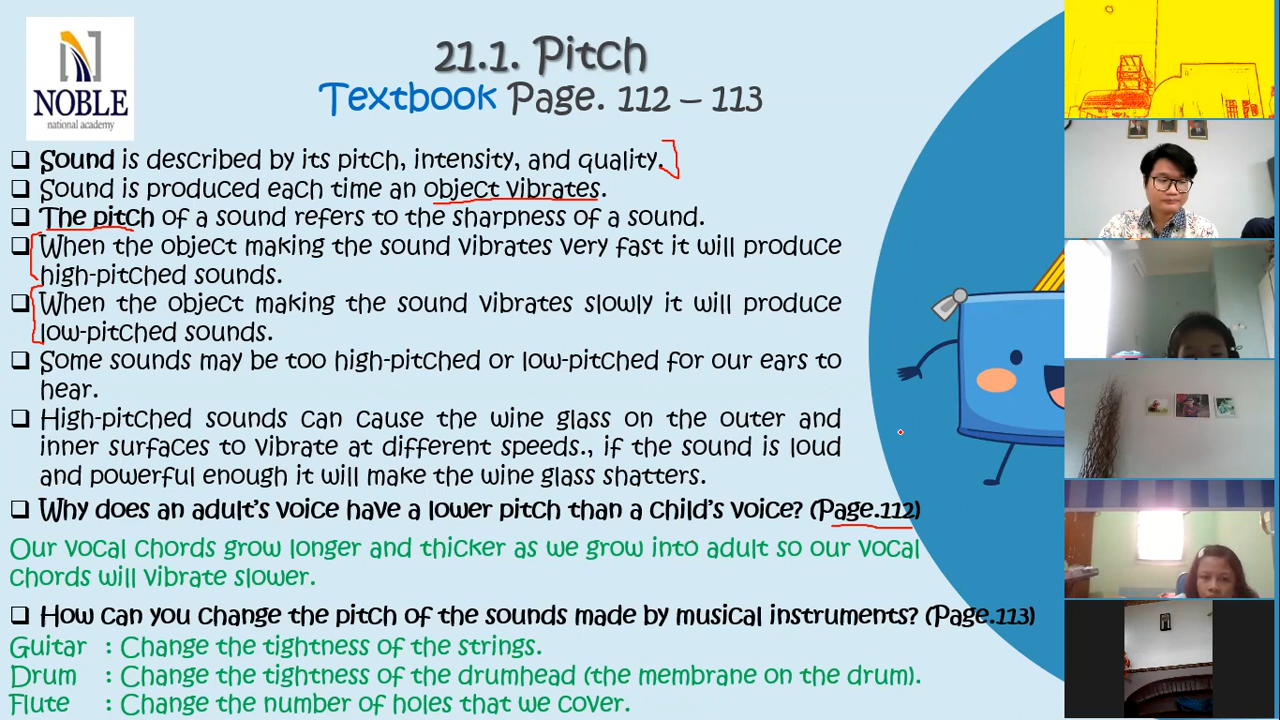 NOBLE
national academy
21.1. Pitch
Textbook Page. 112 – 113
Sound is described by its pitch, intensity, and quality.
Sound is produced each time an object vibrates.
The pitch of a sound refers to the sharpness of a sound.
When the object making the sound vibrates very fast it will produce
high-pitched sounds.
When the object making the sound vibrates slowly it will produce
low-pitched sounds.
Some sounds may be too high-pitched or low-pitched for our ears to
hear.
High-pitched sounds can cause the wine glass on the outer and
inner surfaces to vibrate at different speeds., if the sound is loud
and powerful enough it will make the wine glass shatters.
Why does an adult's voice have a lower pitch than a child's voice? (Page.112)
Our vocal chords grow longer and thicker as we grow into adult so our vocal
chords will vibrate slower.
How can you change the pitch of the sounds made by musical instruments? (Page.113)
Guitar : Change the tightness of the strings.
Drum : Change the tightness of the drumhead (the membrane on the drum).
Flute : Change the number of holes that we cover.